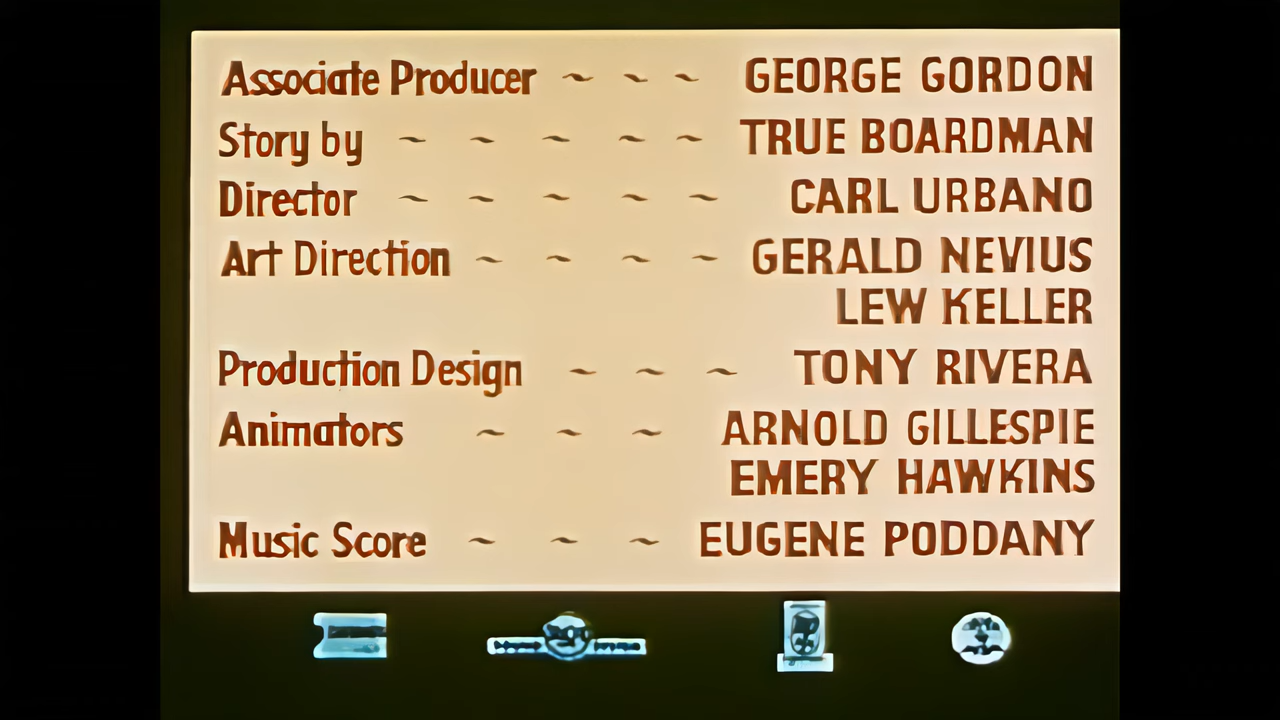 Associate Producer ~ ~ ~ GEORGE GORDON
Story by ~ ~ ~ ~ ~ TRUE BOARDMAN
Director ~ ~ ~ ~ ~ CARL URBANO
Art Direction ~ ~ ~ ~ GERALD NEVIUS
LEW KELLER
Production Design ~ ~ ~ TONY RIVERA
Animators ~ ~ ~ ARNOLD GILLESPIE
EMERY HAWKINS
Music Score ~ ~ ~ EUGENE PODDANY